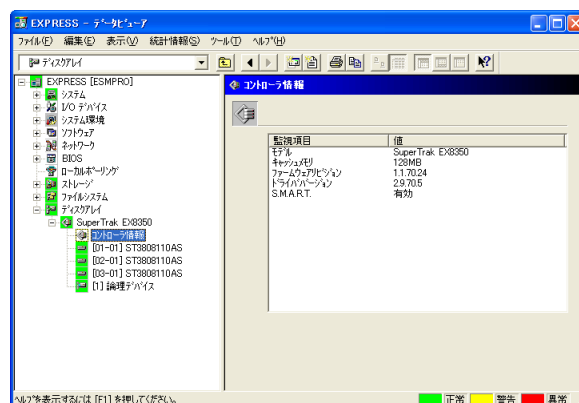 EXPRESS - ﾃﾞｰﾀﾋﾞｭｰｱ
ファイル(F) 編集(E) 表示(V) 統計情報(S) ツール(T) ヘルプ(H)
ﾃﾞｨｽｸｱﾚｲ
EXPRESS [ESMPRO]
システム
I/O ﾃﾞﾊﾞｲｽ
システム環境
ソフトウェア
ネットワーク
BIOS
ローカルポーリング
ストレージ
ファイルシステム
ディスクアレイ
SuperTrak EX8350
コントローラ情報
[01-01] ST3808110AS
[02-01] ST3808110AS
[03-01] ST3808110AS
[1] 論理デバイス
コントローラ情報
監視項目 値
モデル SuperTrak EX8350
キャッシュメモリ 128MB
ファームウェアリビジョン 1.1.70.24
ドライババージョン 2.9.70.5
S.M.A.R.T. 有効
ヘルプを表示するには [F1] を押してください。
正常 警告 異常